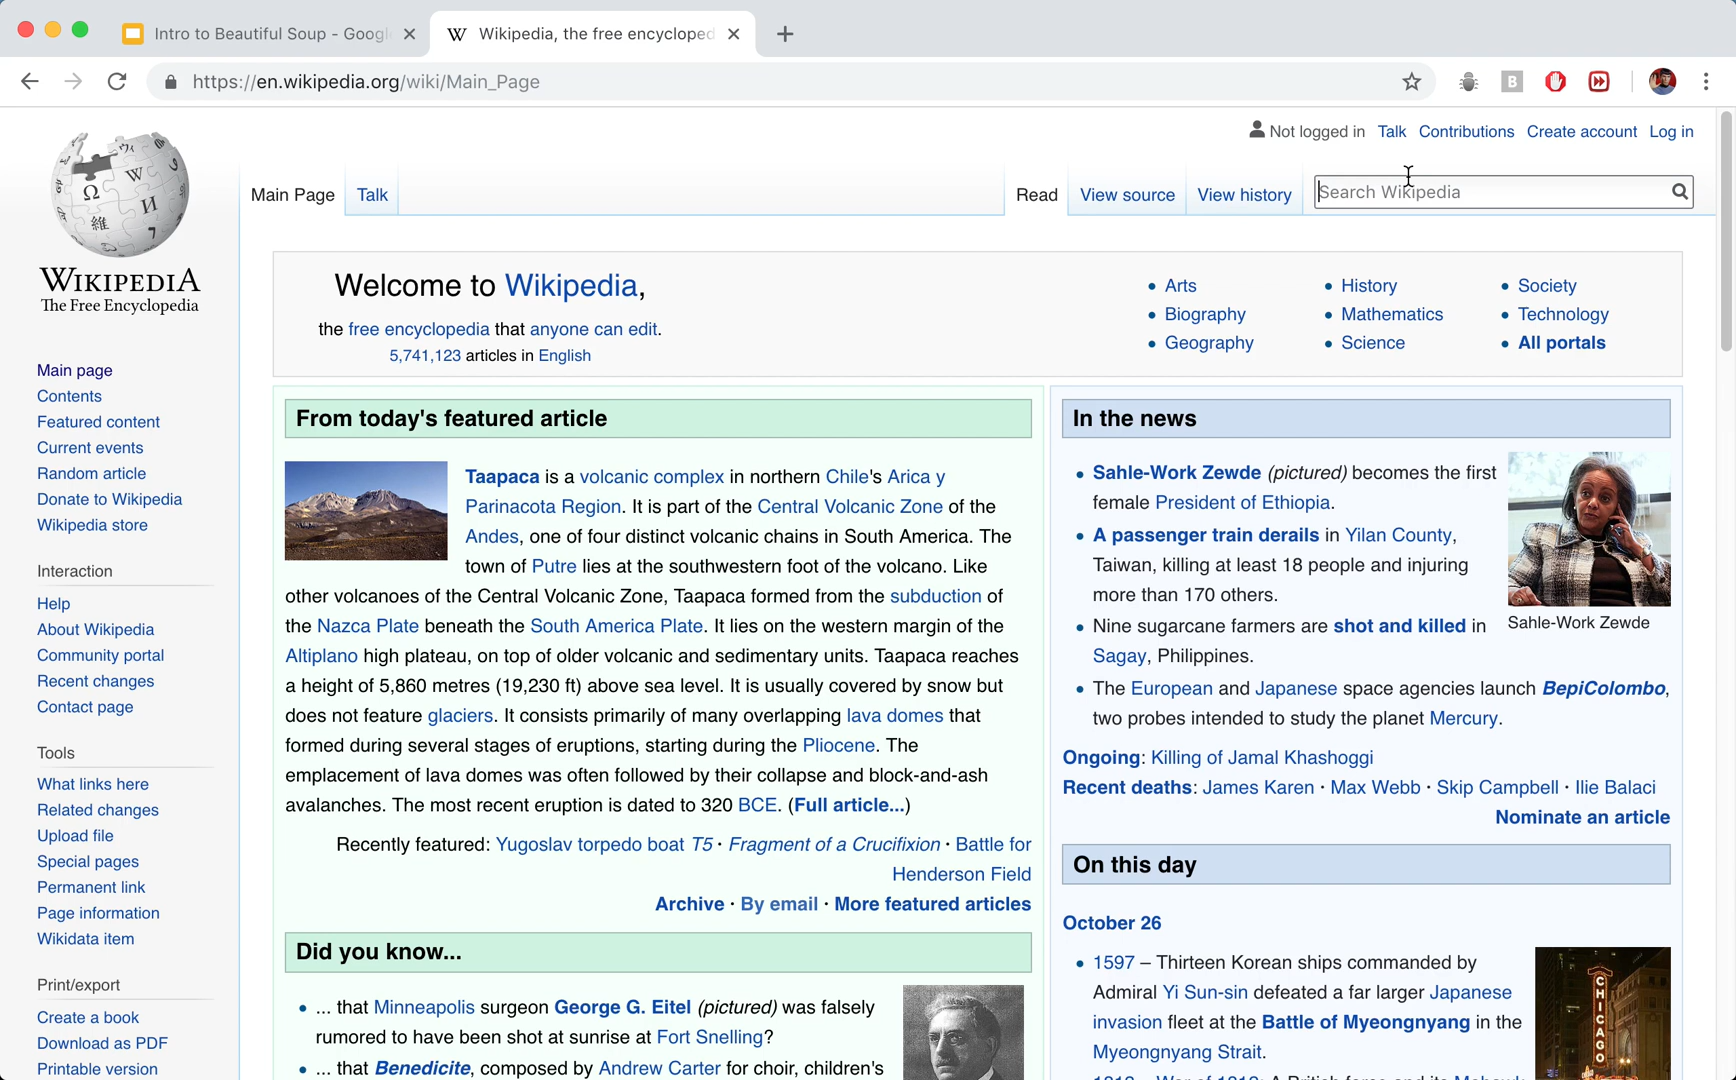 Intro to Beautiful Soup - Googl
Wikipedia, the free encycloped
https://en.wikipedia.org/wiki/Main_Page
Not logged in Talk Contributions Create account Log in
Main Page Talk Read View source View history Search Wikipedia
WIKIPEDIA
The Free Encyclopedia
Main page
Contents
Featured content
Current events
Random article
Donate to Wikipedia
Wikipedia store
Interaction
Help
About Wikipedia
Community portal
Recent changes
Contact page
Tools
What links here
Related changes
Upload file
Special pages
Permanent link
Page information
Wikidata item
Print/export
Create a book
Download as PDF
Printable version
Welcome to Wikipedia,
the free encyclopedia that anyone can edit.
5,741,123 articles in English
Arts
Biography
Geography
History
Mathematics
Science
Society
Technology
All portals
From today's featured article
Taapaca is a volcanic complex in northern Chile's Arica y
Parinacota Region. It is part of the Central Volcanic Zone of the
Andes, one of four distinct volcanic chains in South America. The
town of Putre lies at the southwestern foot of the volcano. Like
other volcanoes of the Central Volcanic Zone, Taapaca formed from the subduction of
the Nazca Plate beneath the South America Plate. It lies on the western margin of the
Altiplano high plateau, on top of older volcanic and sedimentary units. Taapaca reaches
a height of 5,860 metres (19,230 ft) above sea level. It is usually covered by snow but
does not feature glaciers. It consists primarily of many overlapping lava domes that
formed during several stages of eruptions, starting during the Pliocene. The
emplacement of lava domes was often followed by their collapse and block-and-ash
avalanches. The most recent eruption is dated to 320 BCE. (Full article...)
Recently featured: Yugoslav torpedo boat T5 · Fragment of a Crucifixion · Battle for
Henderson Field
Archive · By email · More featured articles
Did you know...
... that Minneapolis surgeon George G. Eitel (pictured) was falsely
rumored to have been shot at sunrise at Fort Snelling?
... that Benedicite, composed by Andrew Carter for choir, children's
In the news
Sahle-Work Zewde (pictured) becomes the first
female President of Ethiopia.
A passenger train derails in Yilan County,
Taiwan, killing at least 18 people and injuring
more than 170 others.
Nine sugarcane farmers are shot and killed in
Sagay, Philippines.
The European and Japanese space agencies launch BepiColombo,
two probes intended to study the planet Mercury.
Sahle-Work Zewde
Ongoing: Killing of Jamal Khashoggi
Recent deaths: James Karen · Max Webb · Skip Campbell · Ilie Balaci
Nominate an article
On this day
October 26
1597 – Thirteen Korean ships commanded by
Admiral Yi Sun-sin defeated a far larger Japanese
invasion fleet at the Battle of Myeongnyang in the
Myeongnyang Strait.
CHICAGO